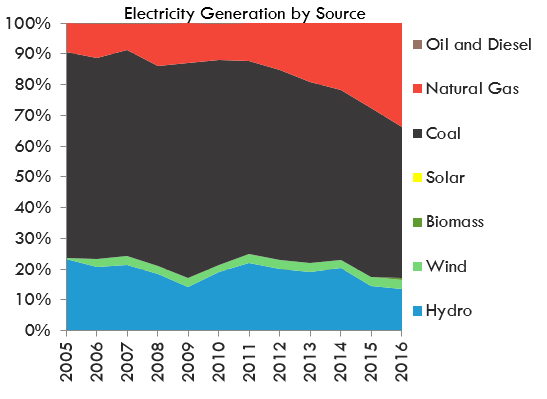 Electricity Generation by Source
100%
90%
80%
70%
60%
50%
40%
30%
20%
10%
0%
2005
2006
2007
2008
2009
2010
2011
2012
2013
2014
2015
2016
Oil and Diesel
Natural Gas
Coal
Solar
Biomass
Wind
Hydro